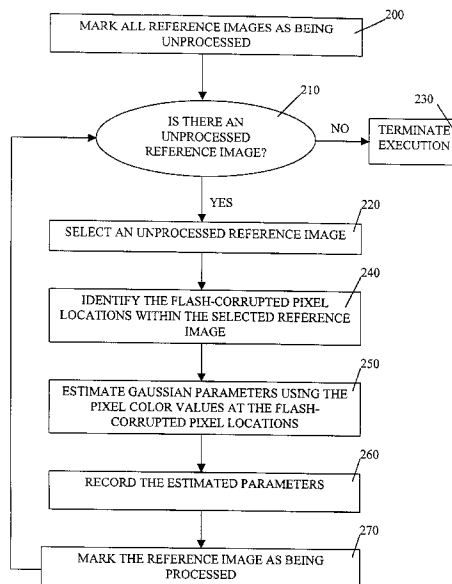 200
MARK ALL REFERENCE IMAGES AS BEING
UNPROCESSED
210
230
IS THERE AN
UNPROCESSED
REFERENCE IMAGE?
NO
TERMINATE
EXECUTION
YES
220
SELECT AN UNPROCESSED REFERENCE IMAGE
240
IDENTIFY THE FLASH-CORRUPTED PIXEL
LOCATIONS WITHIN THE SELECTED REFERENCE
IMAGE
250
ESTIMATE GAUSSIAN PARAMETERS USING THE
PIXEL COLOR VALUES AT THE FLASH-
CORRUPTED PIXEL LOCATIONS
260
RECORD THE ESTIMATED PARAMETERS
270
MARK THE REFERENCE IMAGE AS BEING
PROCESSED